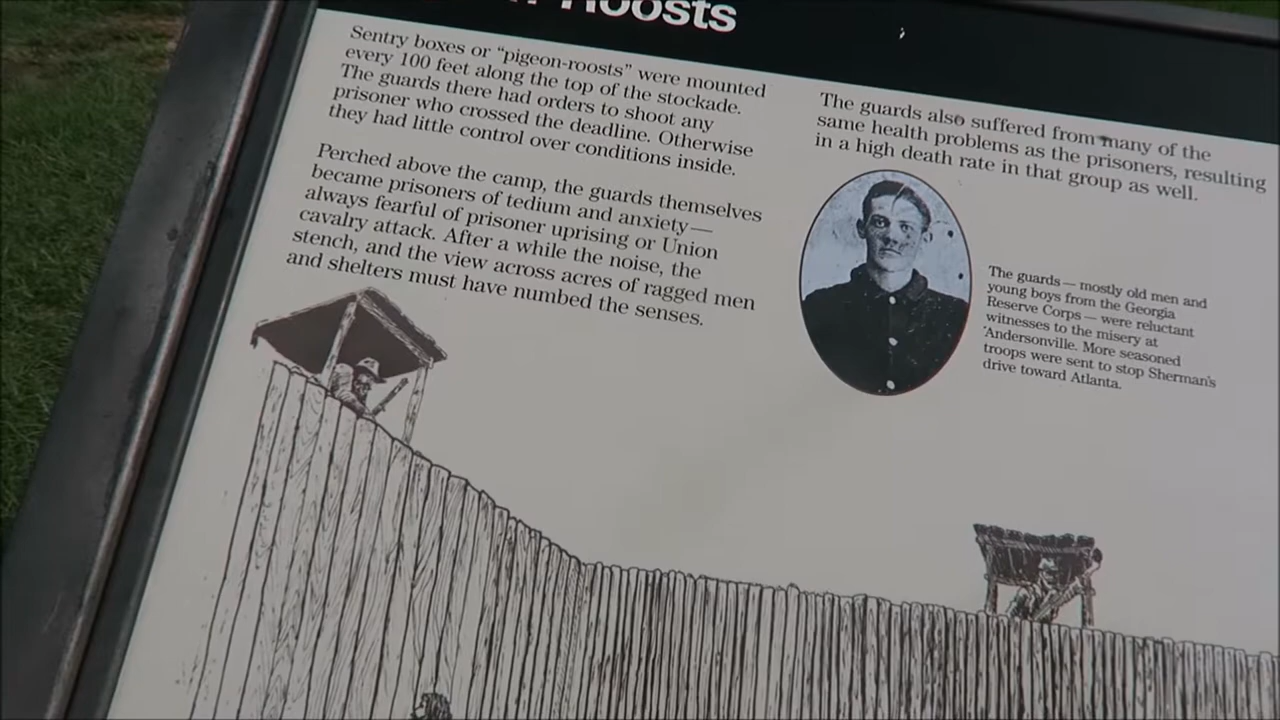 Roosts
Sentry boxes or “pigeon-roosts” were mounted
every 100 feet along the top of the stockade.
The guards there had orders to shoot any
prisoner who crossed the deadline. Otherwise
they had little control over conditions inside.
Perched above the camp, the guards themselves
became prisoners of tedium and anxiety—
always fearful of prisoner uprising or Union
cavalry attack. After a while the noise, the
stench, and the view across acres of ragged men
and shelters must have numbed the senses.
The guards also suffered from many of the
same health problems as the prisoners, resulting
in a high death rate in that group as well.
The guards — mostly old men and
young boys from the Georgia
Reserve Corps — were reluctant
witnesses to the misery at
Andersonville. More seasoned
troops were sent to stop Sherman's
drive toward Atlanta.